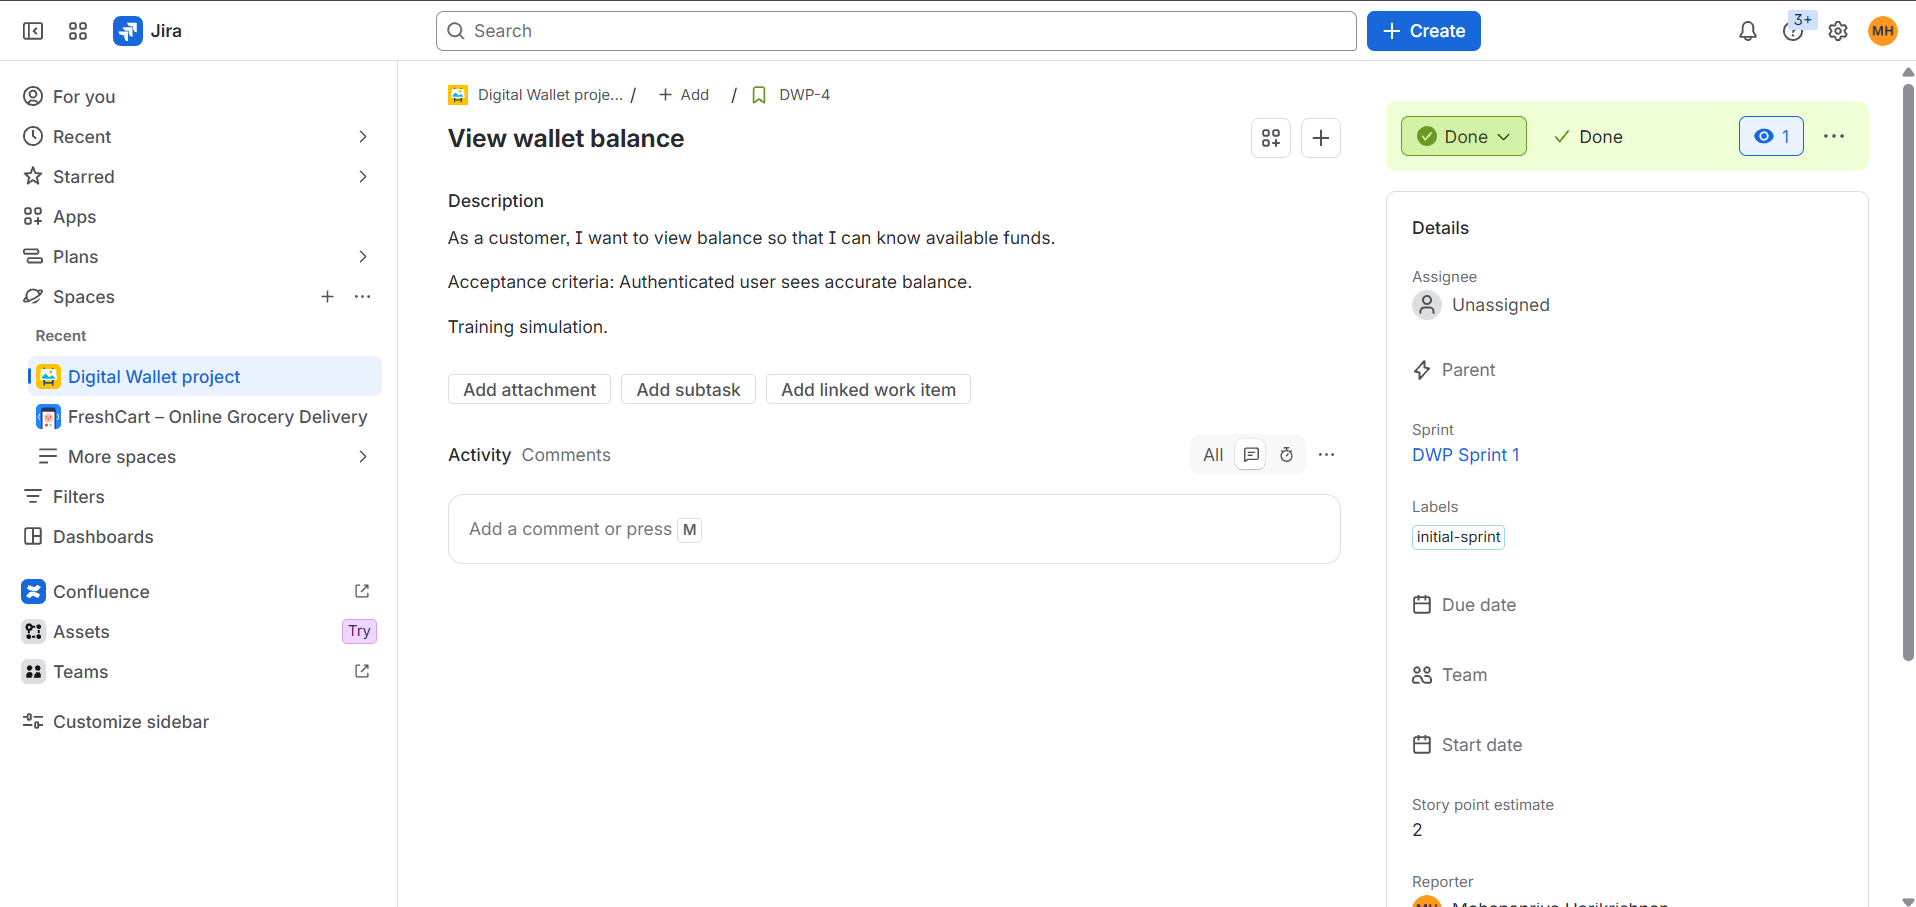 Jira
Search
Create
3+
MH
For you
Recent
Starred
Apps
Plans
Spaces
Recent
Digital Wallet project
FreshCart – Online Grocery Delivery
More spaces
Filters
Dashboards
Confluence
Assets
Try
Teams
Customize sidebar
Digital Wallet proje... / Add / DWP-4
View wallet balance
Description
As a customer, I want to view balance so that I can know available funds.
Acceptance criteria: Authenticated user sees accurate balance.
Training simulation.
Add attachment Add subtask Add linked work item
Activity Comments
All
Add a comment or press M
Done Done 1
Details
Assignee
Unassigned
Parent
Sprint
DWP Sprint 1
Labels
initial-sprint
Due date
Team
Start date
Story point estimate
2
Reporter